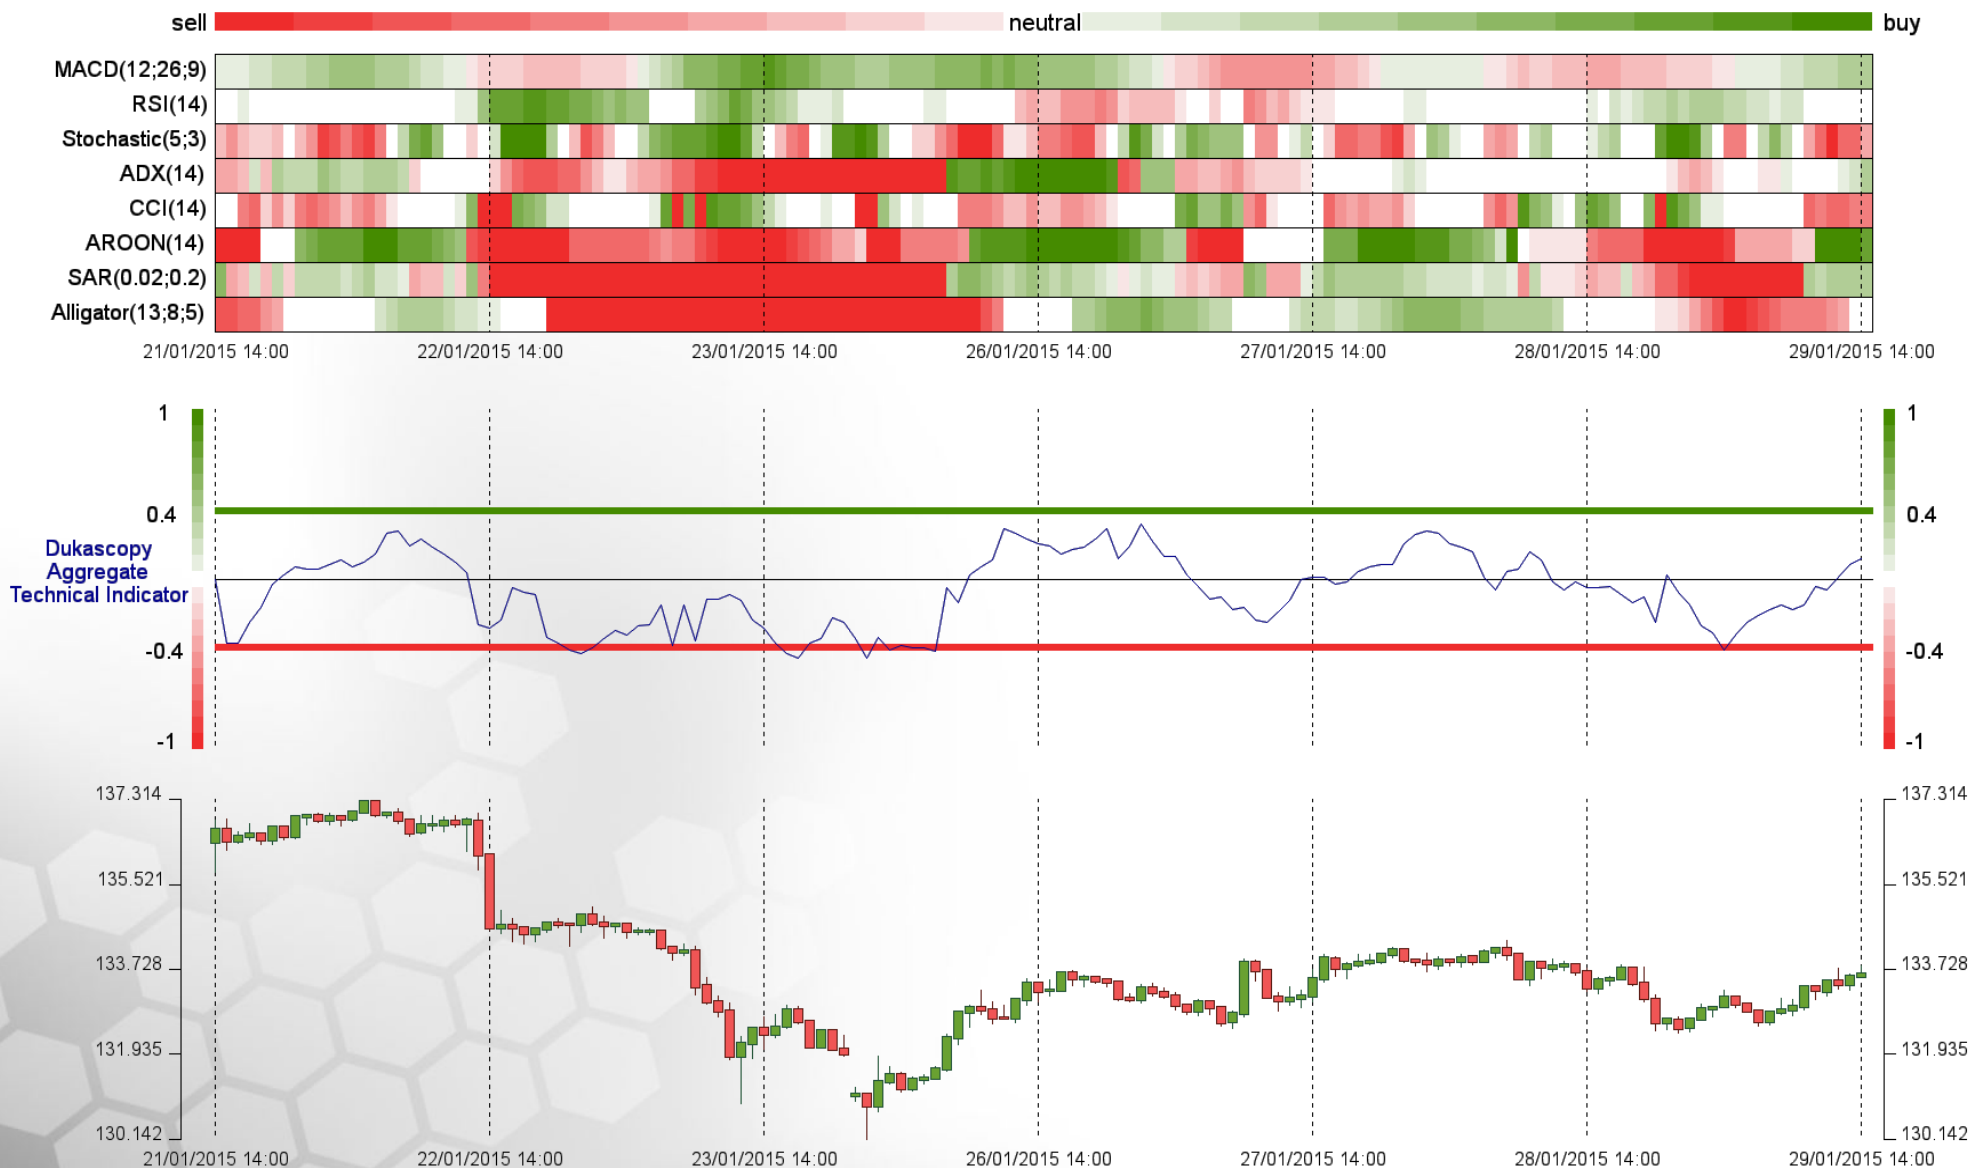 sell neutral buy
MACD(12;26;9)
RSI(14)
Stochastic(5;3)
ADX(14)
CCI(14)
AROON(14)
SAR(0.02;0.2)
Alligator(13;8;5)
21/01/2015 14:00 22/01/2015 14:00 23/01/2015 14:00 26/01/2015 14:00 27/01/2015 14:00 28/01/2015 14:00 29/01/2015 14:00
1 1
0.4 0.4
Dukascopy
Aggregate
Technical Indicator
-0.4 -0.4
-1 -1
137.314 137.314
135.521 135.521
133.728 133.728
131.935 131.935
130.142 130.142
21/01/2015 14:00 22/01/2015 14:00 23/01/2015 14:00 26/01/2015 14:00 27/01/2015 14:00 28/01/2015 14:00 29/01/2015 14:00